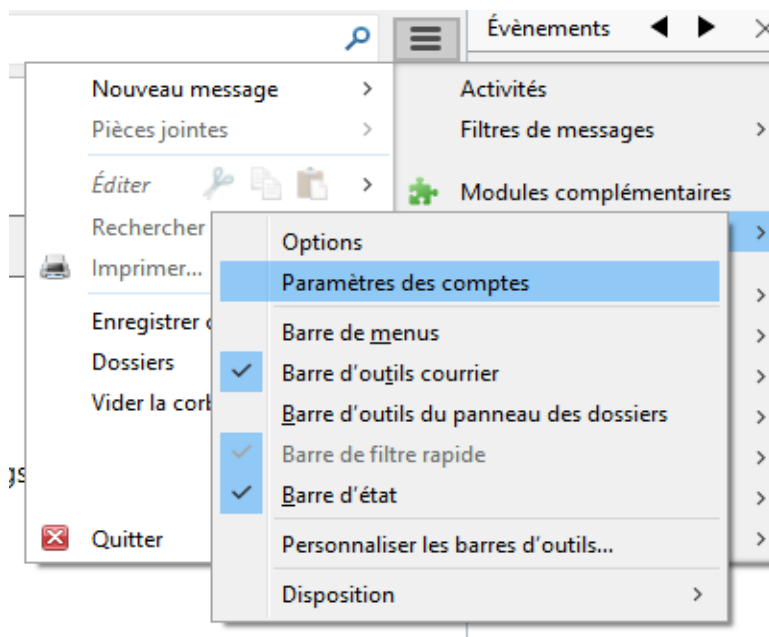 Évènements
Nouveau message
Activités
Pièces jointes
Filtres de messages
Éditer
Modules complémentaires
Rechercher
Options
Imprimer...
Paramètres des comptes
Enregistrer
Barre de menus
Dossiers
Barre d'outils courrier
Vider la
Barre d'outils du panneau des dossiers
Barre de filtre rapide
Barre d'état
Quitter
Personnaliser les barres d'outils...
Disposition